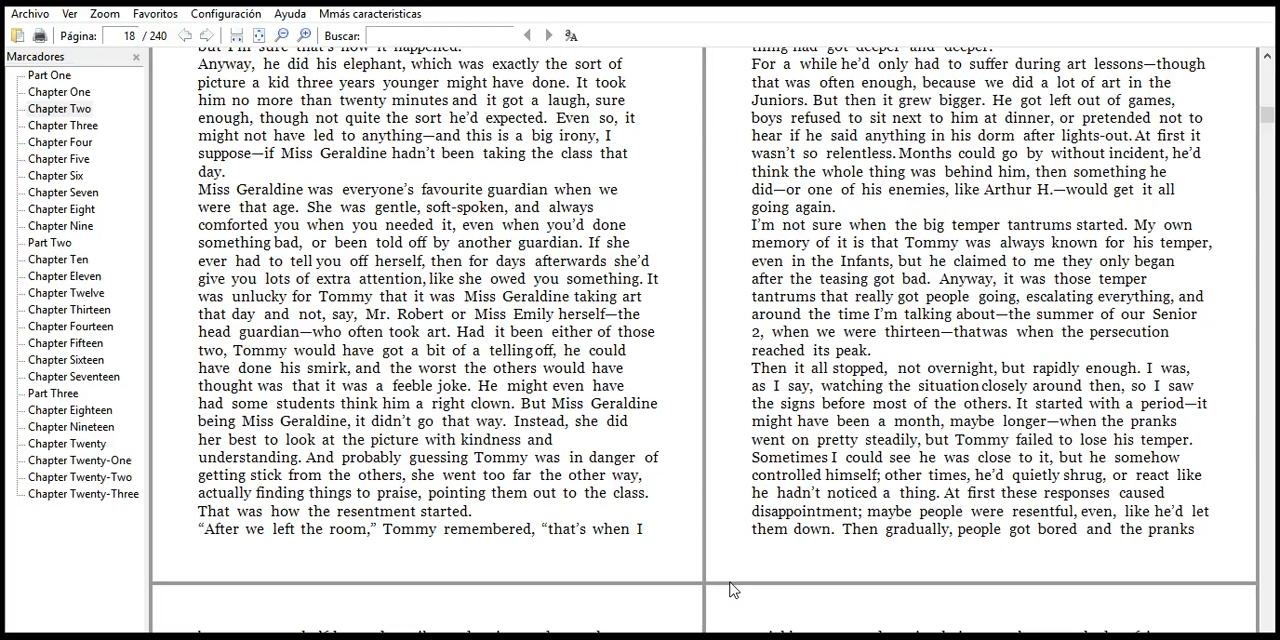 Archivo Ver Zoom Favoritos Configuración Ayuda Mmás caracteristicas
Página: 18 / 240 Buscar:
Marcadores
Part One
Chapter One
Chapter Two
Chapter Three
Chapter Four
Chapter Five
Chapter Six
Chapter Seven
Chapter Eight
Chapter Nine
Part Two
Chapter Ten
Chapter Eleven
Chapter Twelve
Chapter Thirteen
Chapter Fourteen
Chapter Fifteen
Chapter Sixteen
Chapter Seventeen
Part Three
Chapter Eighteen
Chapter Nineteen
Chapter Twenty
Chapter Twenty-One
Chapter Twenty-Two
Chapter Twenty-Three
but I'm sure that's how it happened.
Anyway, he did his elephant, which was exactly the sort of
picture a kid three years younger might have done. It took
him no more than twenty minutes and it got a laugh, sure
enough, though not quite the sort he'd expected. Even so, it
might not have led to anything—and this is a big irony, I
suppose—if Miss Geraldine hadn't been taking the class that
day.
Miss Geraldine was everyone's favourite guardian when we
were that age. She was gentle, soft-spoken, and always
comforted you when you needed it, even when you'd done
something bad, or been told off by another guardian. If she
ever had to tell you off herself, then for days afterwards she'd
give you lots of extra attention, like she owed you something. It
was unlucky for Tommy that it was Miss Geraldine taking art
that day and not, say, Mr. Robert or Miss Emily herself—the
head guardian—who often took art. Had it been either of those
two, Tommy would have got a bit of a telling off, he could
have done his smirk, and the worst the others would have
thought was that it was a feeble joke. He might even have
had some students think him a right clown. But Miss Geraldine
being Miss Geraldine, it didn't go that way. Instead, she did
her best to look at the picture with kindness and
understanding. And probably guessing Tommy was in danger of
getting stick from the others, she went too far the other way,
actually finding things to praise, pointing them out to the class.
That was how the resentment started.
“After we left the room,” Tommy remembered, “that's when I
thing had got deeper and deeper.
For a while he'd only had to suffer during art lessons—though
that was often enough, because we did a lot of art in the
Juniors. But then it grew bigger. He got left out of games,
boys refused to sit next to him at dinner, or pretended not to
hear if he said anything in his dorm after lights-out. At first it
wasn't so relentless. Months could go by without incident, he'd
think the whole thing was behind him, then something he
did—or one of his enemies, like Arthur H.—would get it all
going again.
I'm not sure when the big temper tantrums started. My own
memory of it is that Tommy was always known for his temper,
even in the Infants, but he claimed to me they only began
after the teasing got bad. Anyway, it was those temper
tantrums that really got people going, escalating everything, and
around the time I'm talking about—the summer of our Senior
2, when we were thirteen—thatwas when the persecution
reached its peak.
Then it all stopped, not overnight, but rapidly enough. I was,
as I say, watching the situation closely around then, so I saw
the signs before most of the others. It started with a period—it
might have been a month, maybe longer—when the pranks
went on pretty steadily, but Tommy failed to lose his temper.
Sometimes I could see he was close to it, but he somehow
controlled himself; other times, he'd quietly shrug, or react like
he hadn't noticed a thing. At first these responses caused
disappointment; maybe people were resentful, even, like he'd let
them down. Then gradually, people got bored and the pranks